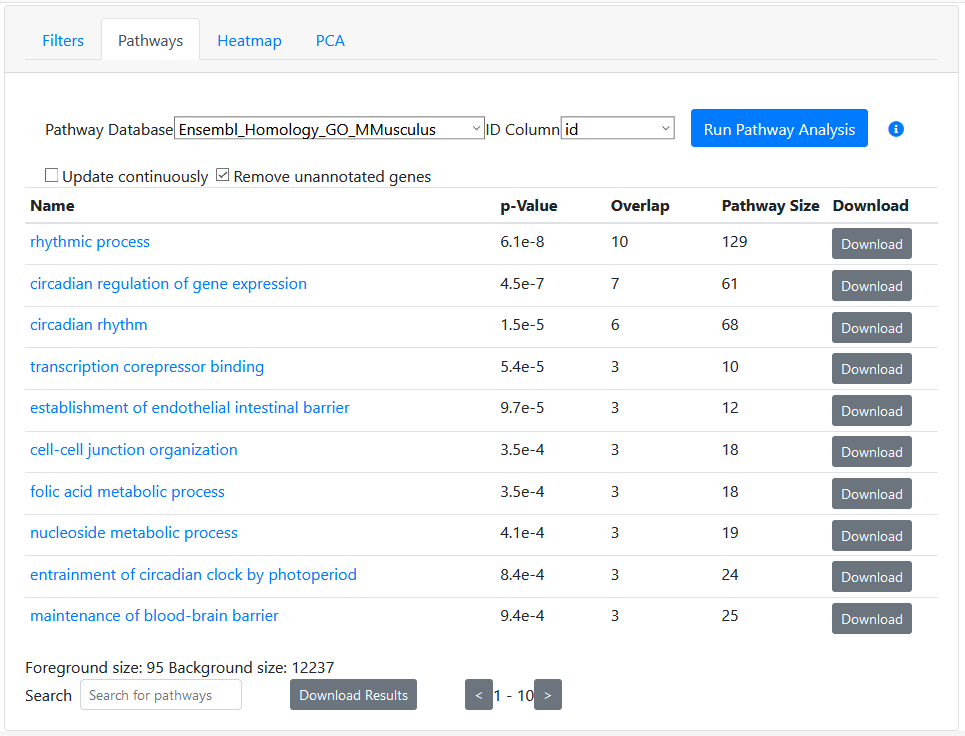 Filters Pathways Heatmap PCA
Pathway Database Ensembl_Homology_GO_MMusculus ID Column id Run Pathway Analysis i
Update continuously Remove unannotated genes
Name p-Value Overlap Pathway Size Download
rhythmic process 6.1e-8 10 129 Download
circadian regulation of gene expression 4.5e-7 7 61 Download
circadian rhythm 1.5e-5 6 68 Download
transcription corepressor binding 5.4e-5 3 10 Download
establishment of endothelial intestinal barrier 9.7e-5 3 12 Download
cell-cell junction organization 3.5e-4 3 18 Download
folic acid metabolic process 3.5e-4 3 18 Download
nucleoside metabolic process 4.1e-4 3 19 Download
entrainment of circadian clock by photoperiod 8.4e-4 3 24 Download
maintenance of blood-brain barrier 9.4e-4 3 25 Download
Foreground size: 95 Background size: 12237
Search Search for pathways Download Results < 1 - 10 >